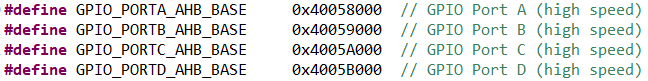 #define GPIO_PORTA_AHB_BASE 0x40058000 // GPIO Port A (high speed)
#define GPIO_PORTB_AHB_BASE 0x40059000 // GPIO Port B (high speed)
#define GPIO_PORTC_AHB_BASE 0x4005A000 // GPIO Port C (high speed)
#define GPIO_PORTD_AHB_BASE 0x4005B000 // GPIO Port D (high speed)